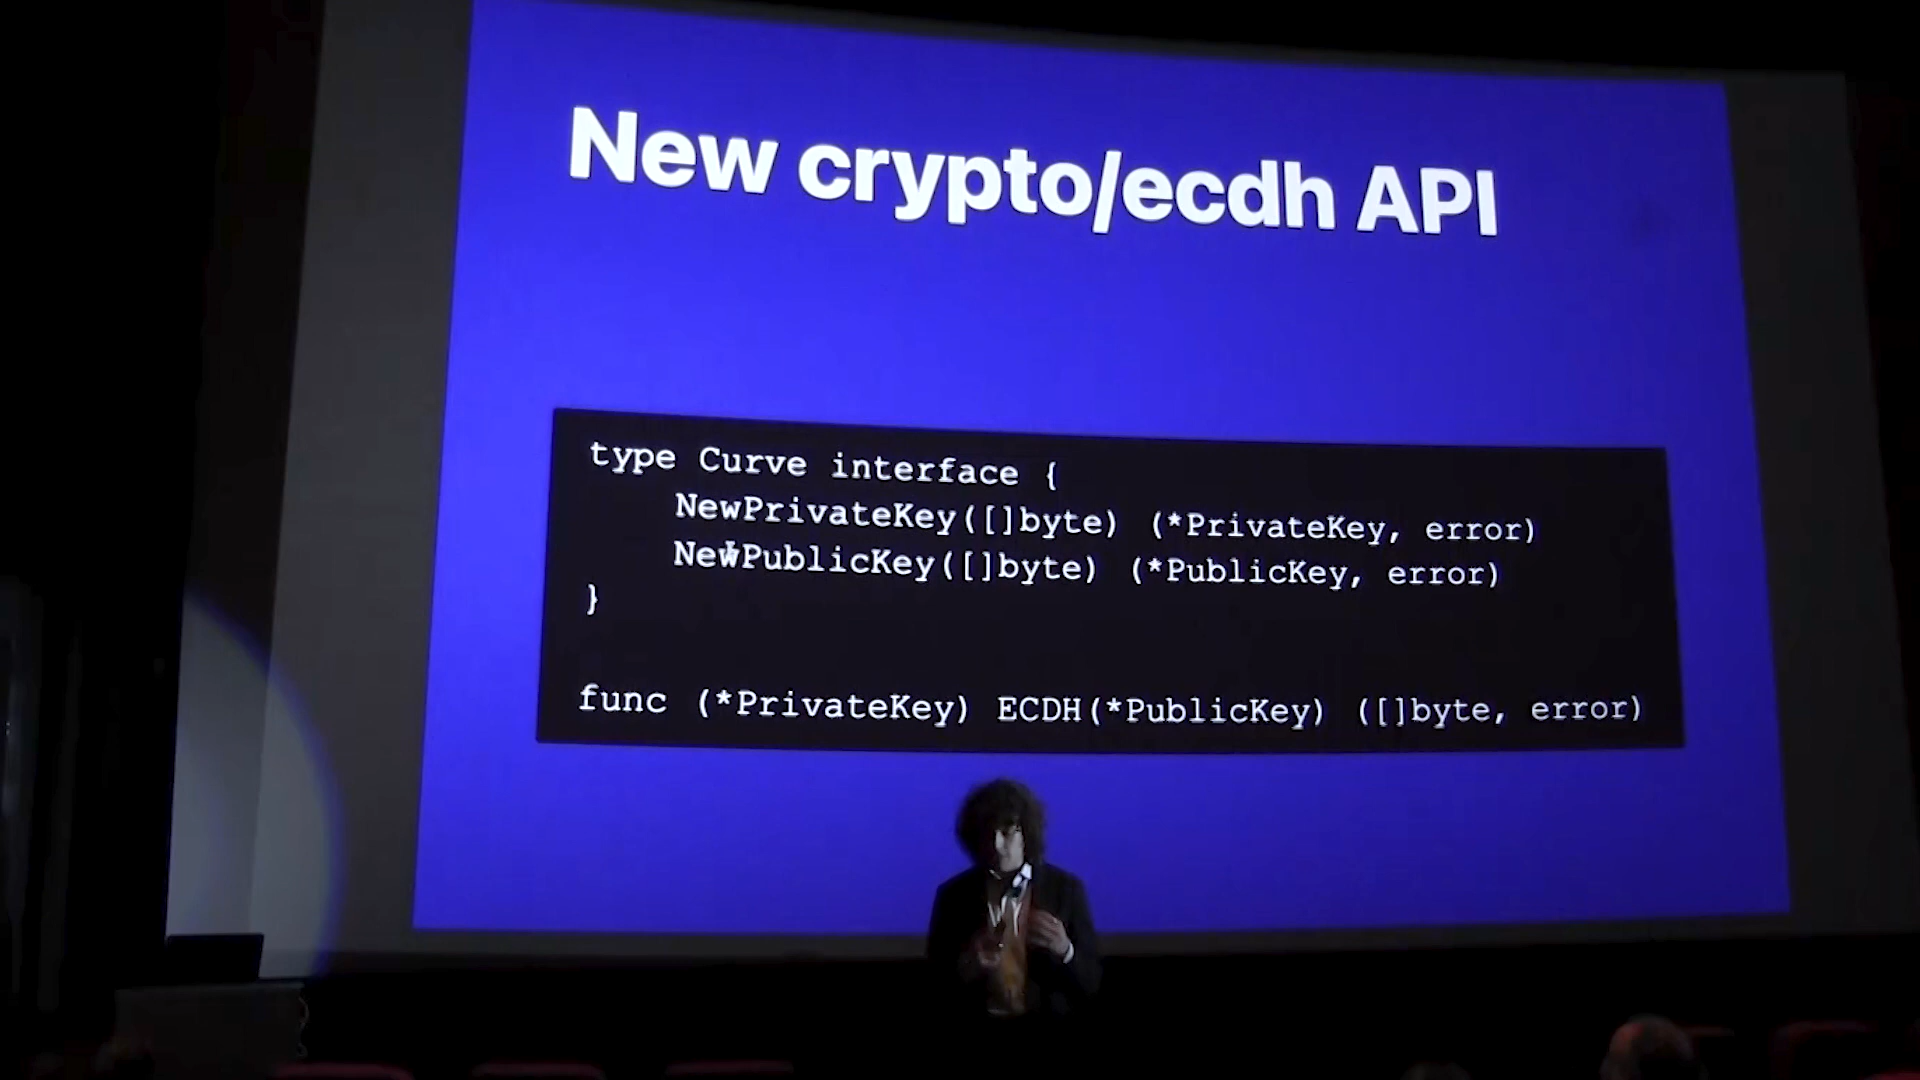 New crypto/ecdh API
type Curve interface {
NewPrivateKey([]byte) (*PrivateKey, error)
NewPublicKey([]byte) (*PublicKey, error)
}
func (*PrivateKey) ECDH(*PublicKey) ([]byte, error)